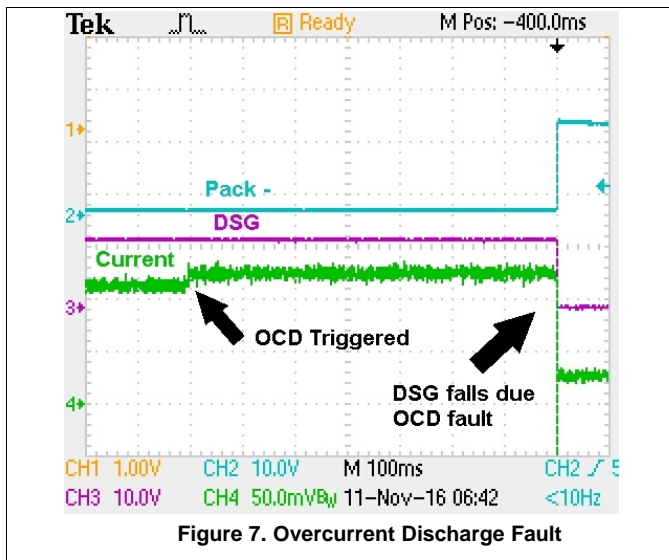 Tek R Ready M Pos: -400.0ms
1
Pack -
2
DSG
Current
3
OCD Triggered
DSG falls due
OCD fault
4
CH1 1.00V CH2 10.0V M 100ms CH2 / 5
CH3 10.0V CH4 50.0mVBW 11-Nov-16 06:42 <10Hz
Figure 7. Overcurrent Discharge Fault